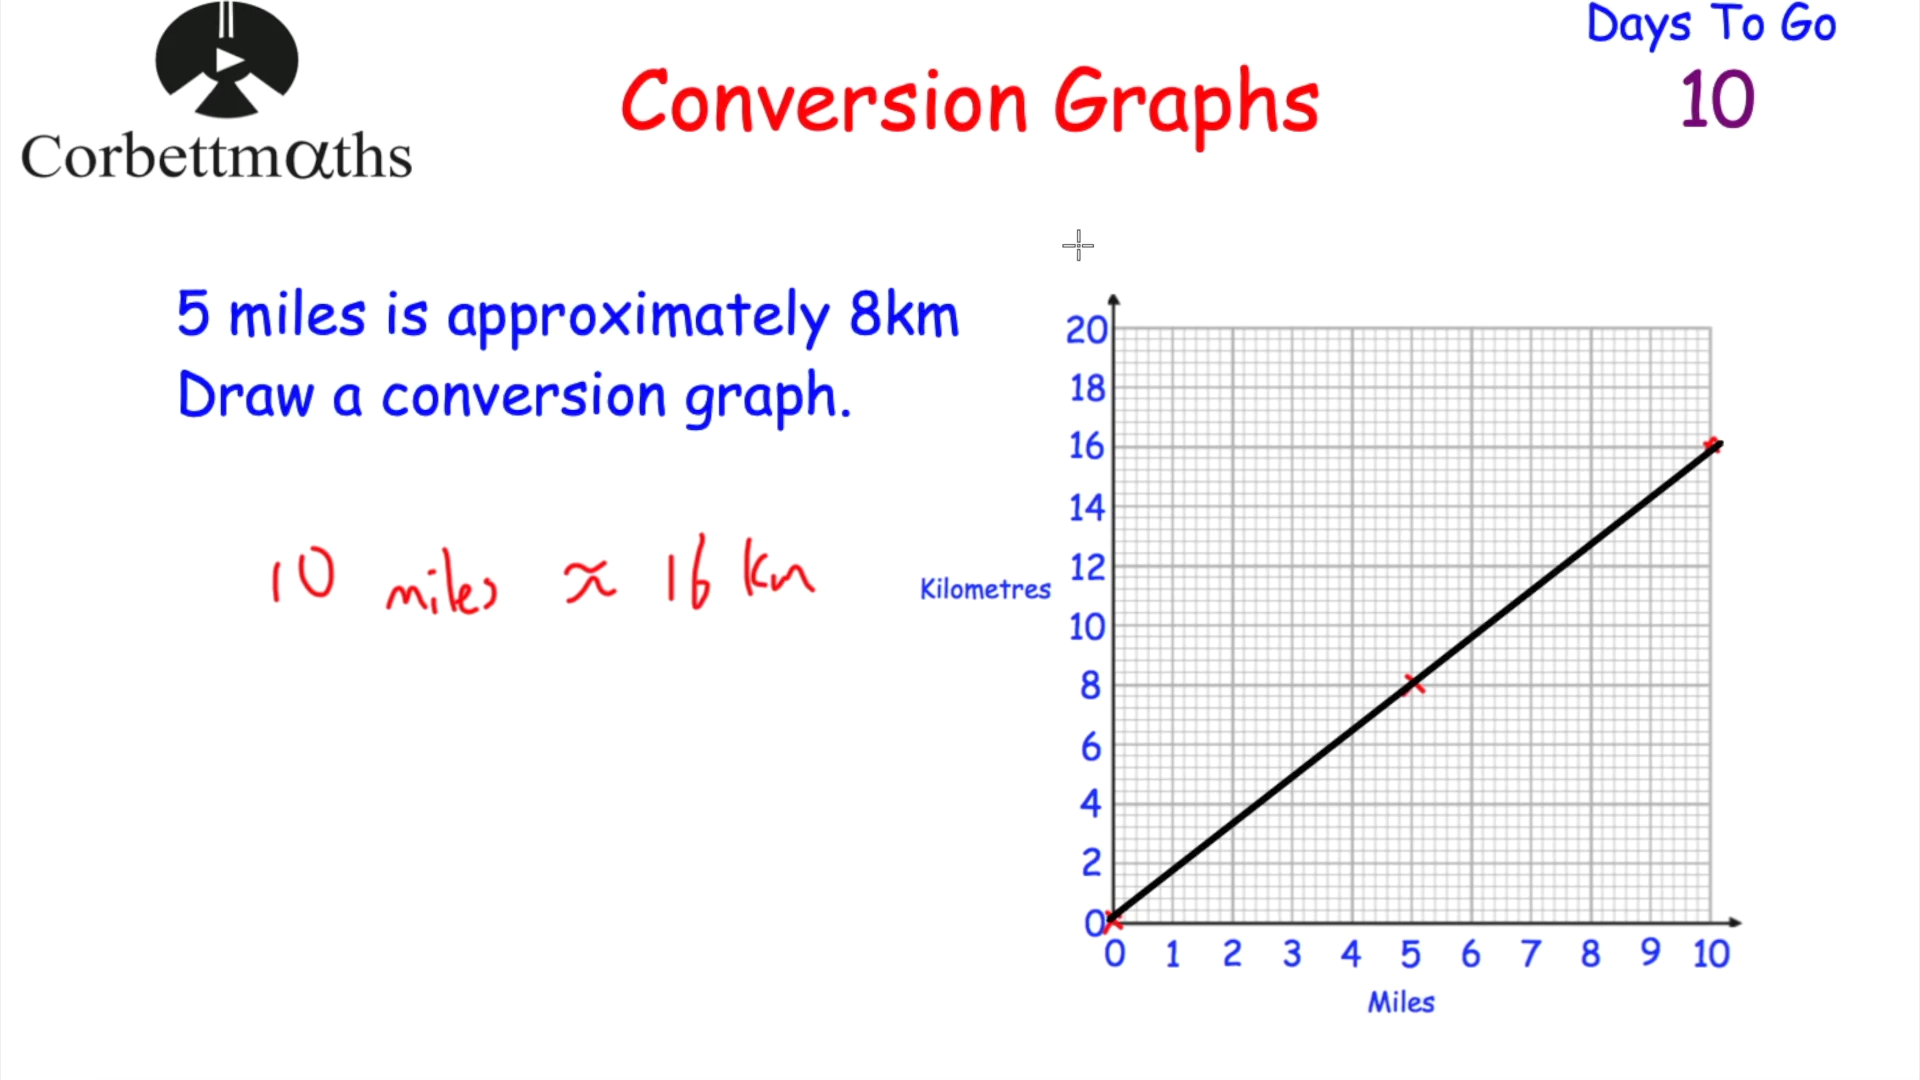 Days To Go
10
Conversion Graphs
Corbettmαths
5 miles is approximately 8km
Draw a conversion graph.
10 miles ≈ 16 km
Kilometres
20
18
16
14
12
10
8
6
4
2
0
0 1 2 3 4 5 6 7 8 9 10
Miles